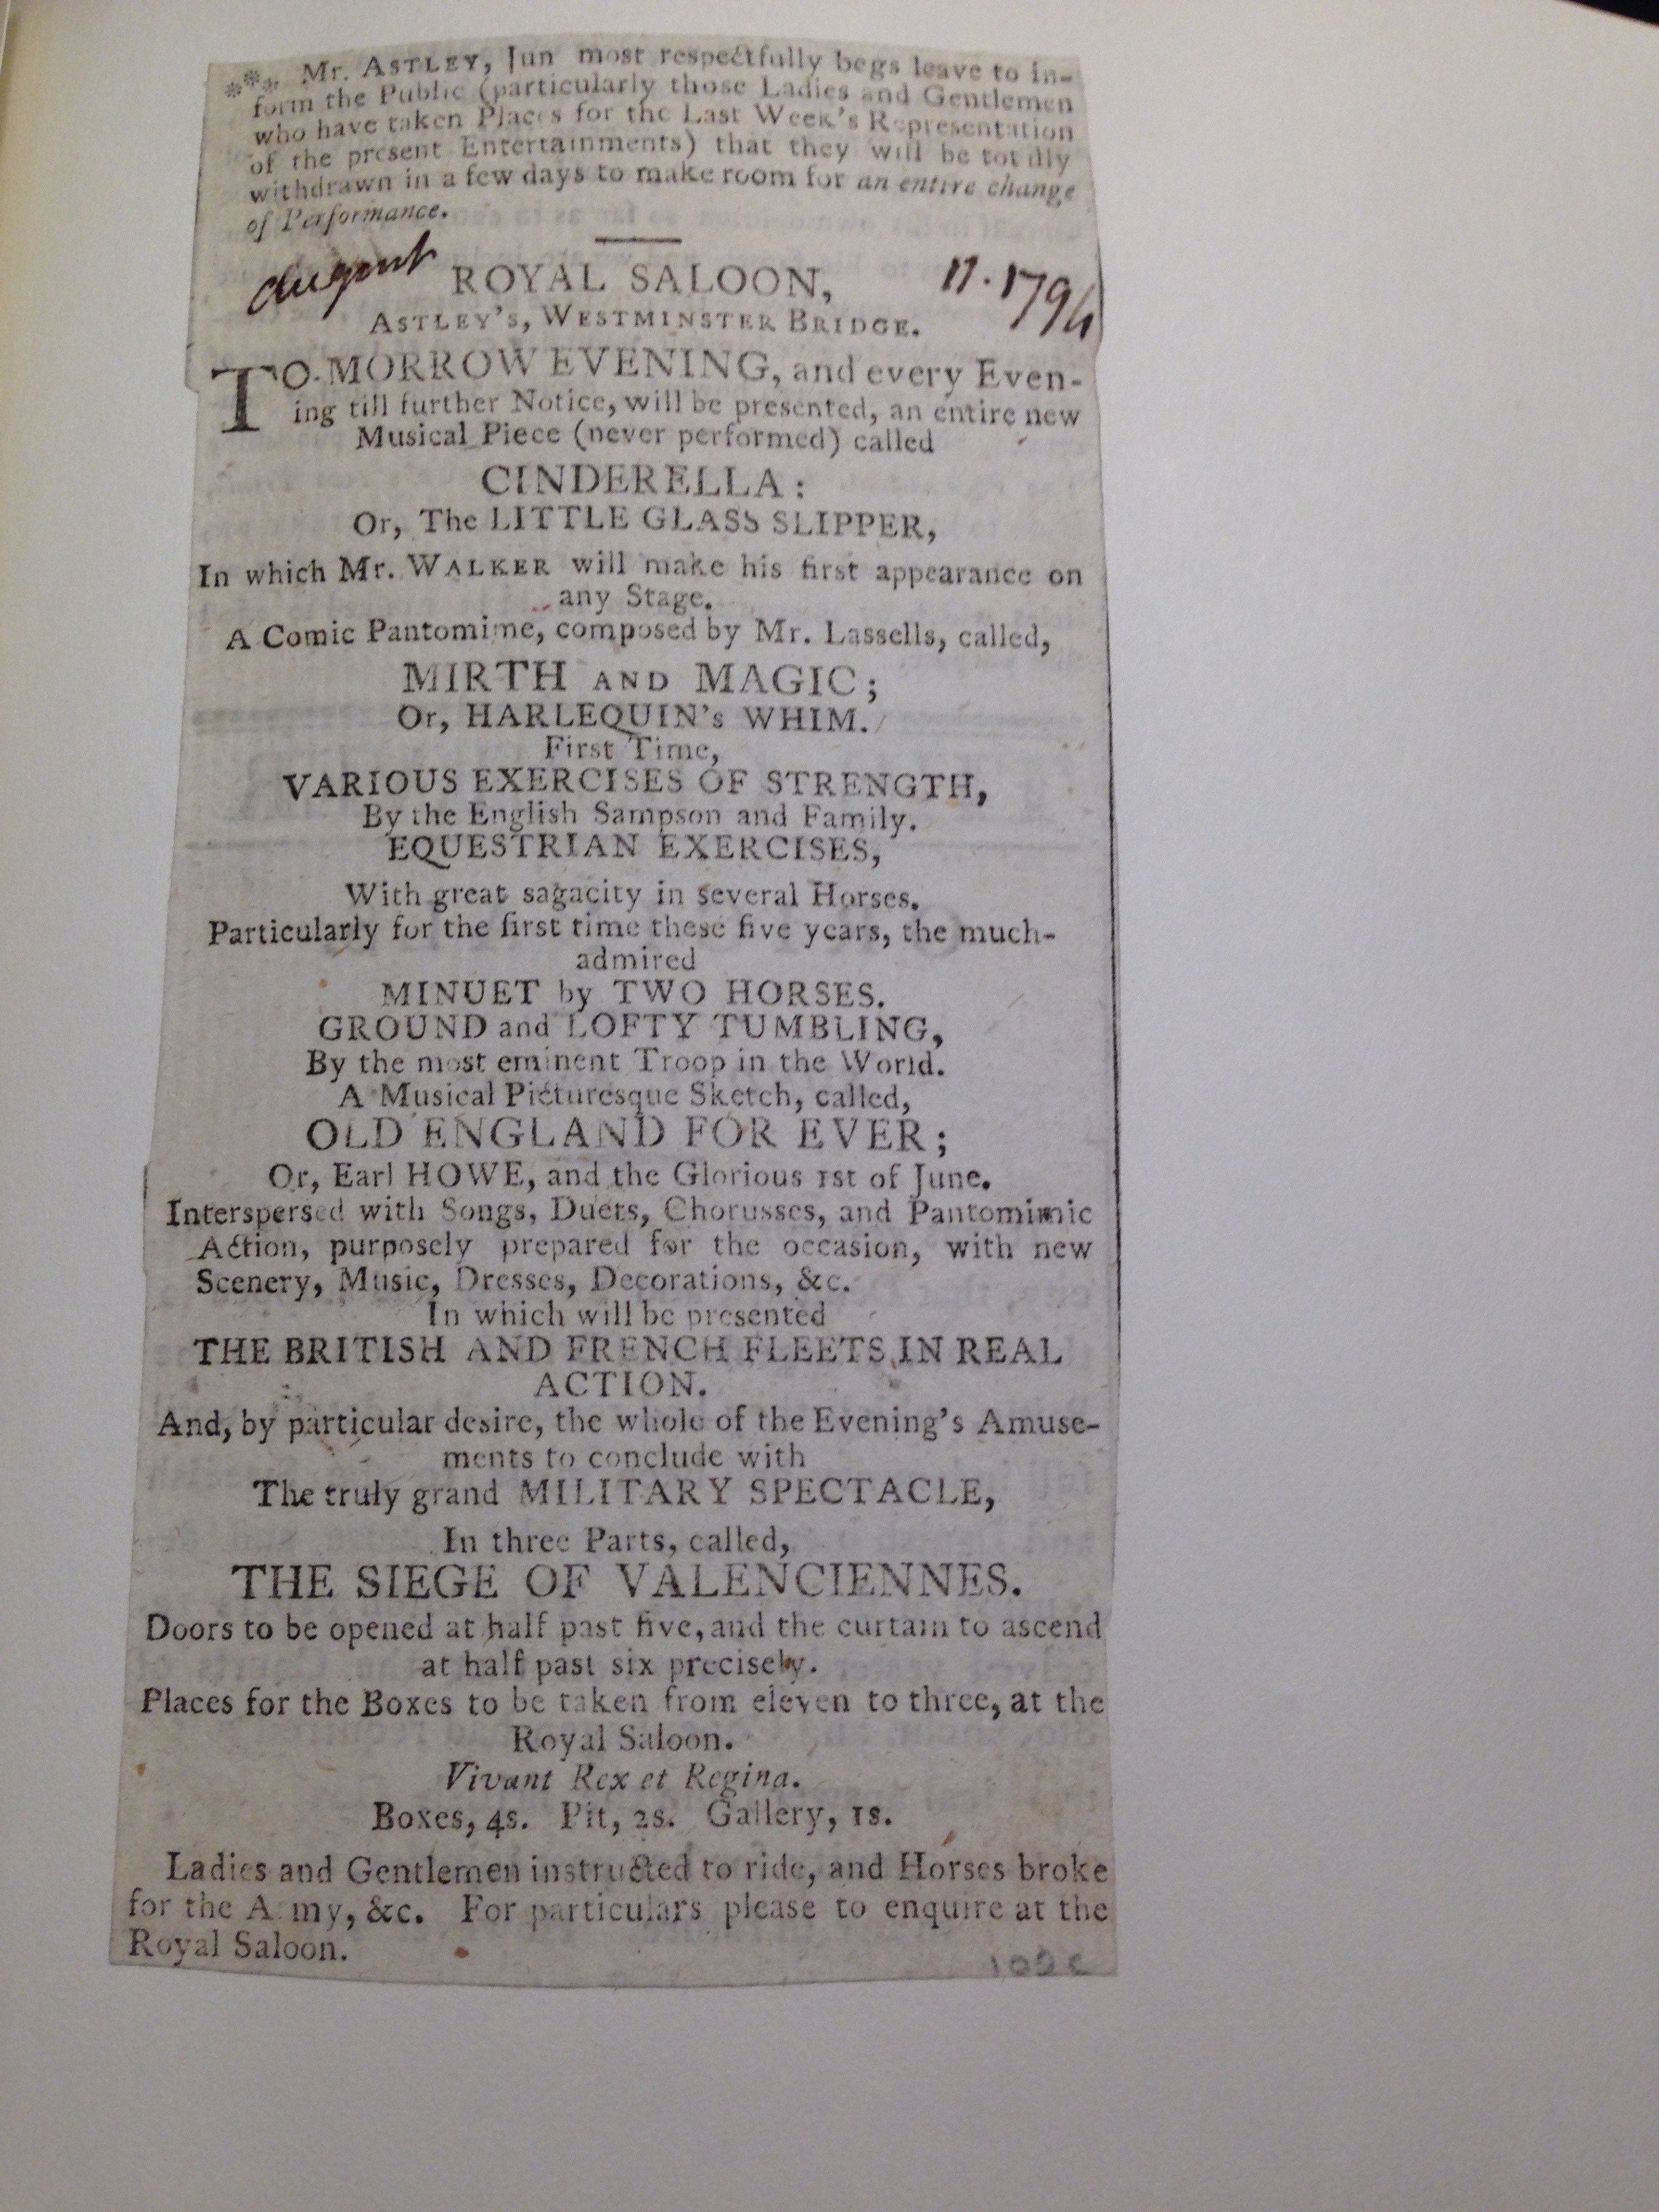 ⁂ Mr. ASTLEY, Jun most respectfully begs leave to in-
form the Public (particularly those Ladies and Gentlemen
who have taken Places for the Last Week's Representation
of the present Entertainments) that they will be totally
withdrawn in a few days to make room for an entire change
of Performance.
August 11. 1794
ROYAL SALOON,
ASTLEY'S, WESTMINSTER BRIDGE.
TO-MORROW EVENING, and every Even-
ing till further Notice, will be presented, an entire new
Musical Piece (never performed) called
CINDERELLA:
Or, The LITTLE GLASS SLIPPER,
In which Mr. WALKER will make his first appearance on
any Stage.
A Comic Pantomime, composed by Mr. Lassells, called,
MIRTH AND MAGIC;
Or, HARLEQUIN's WHIM.
First Time,
VARIOUS EXERCISES OF STRENGTH,
By the English Sampson and Family.
EQUESTRIAN EXERCISES,
With great sagacity in several Horses.
Particularly for the first time these five years, the much-
admired
MINUET by TWO HORSES.
GROUND and LOFTY TUMBLING,
By the most eminent Troop in the World.
A Musical Picturesque Sketch, called,
OLD ENGLAND FOR EVER;
Or, Earl HOWE, and the Glorious 1st of June.
Interspersed with Songs, Duets, Chorusses, and Pantomimic
Action, purposely prepared for the occasion, with new
Scenery, Music, Dresses, Decorations, &c.
In which will be presented
THE BRITISH AND FRENCH FLEETS IN REAL
ACTION.
And, by particular desire, the whole of the Evening's Amuse-
ments to conclude with
The truly grand MILITARY SPECTACLE,
In three Parts, called,
THE SIEGE OF VALENCIENNES.
Doors to be opened at half past five, and the curtain to ascend
at half past six precisely.
Places for the Boxes to be taken from eleven to three, at the
Royal Saloon.
Vivant Rex et Regina.
Boxes, 4s. Pit, 2s. Gallery, 1s.
Ladies and Gentlemen instructed to ride, and Horses broke
for the Army, &c. For particulars please to enquire at the
Royal Saloon.